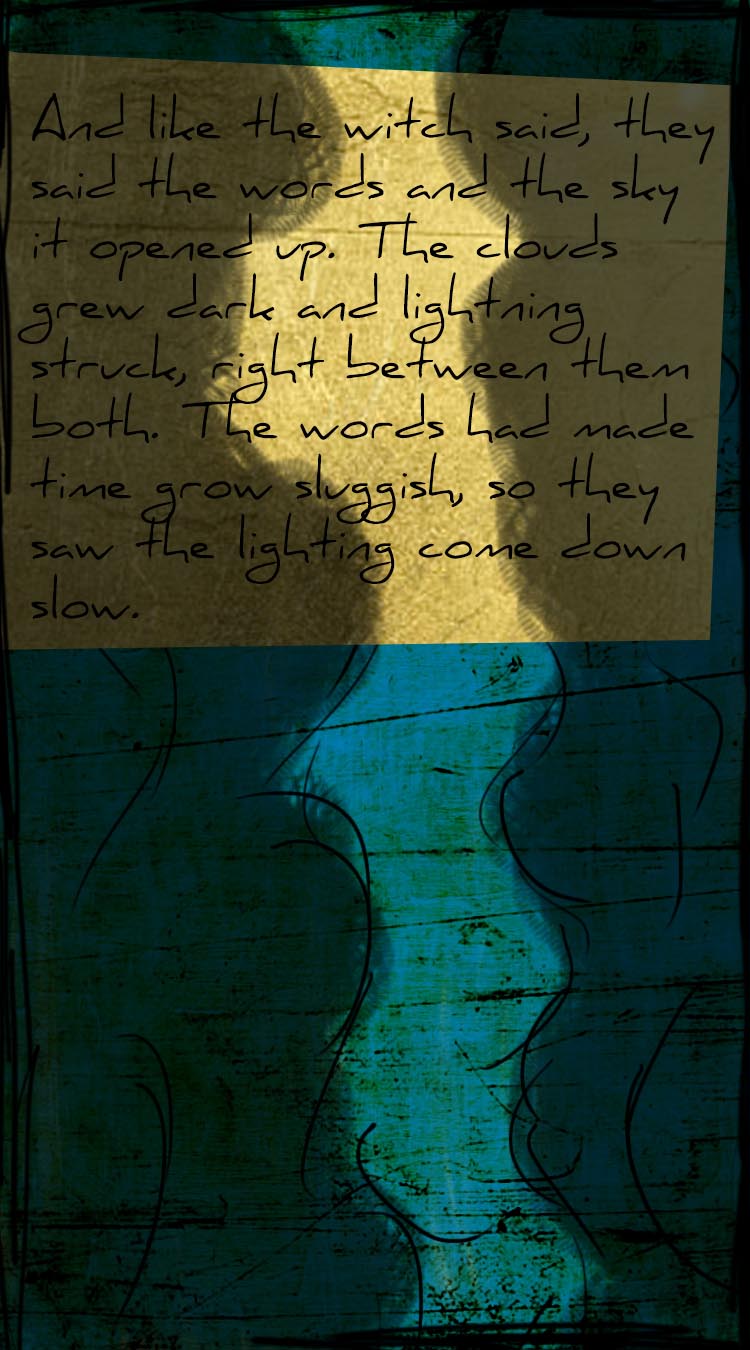 And like the witch said, they
said the words and the sky
it opened up. The clouds
grew dark and lightning
struck, right between them
both. The words had made
time grow sluggish, so they
saw the lighting come down
slow.